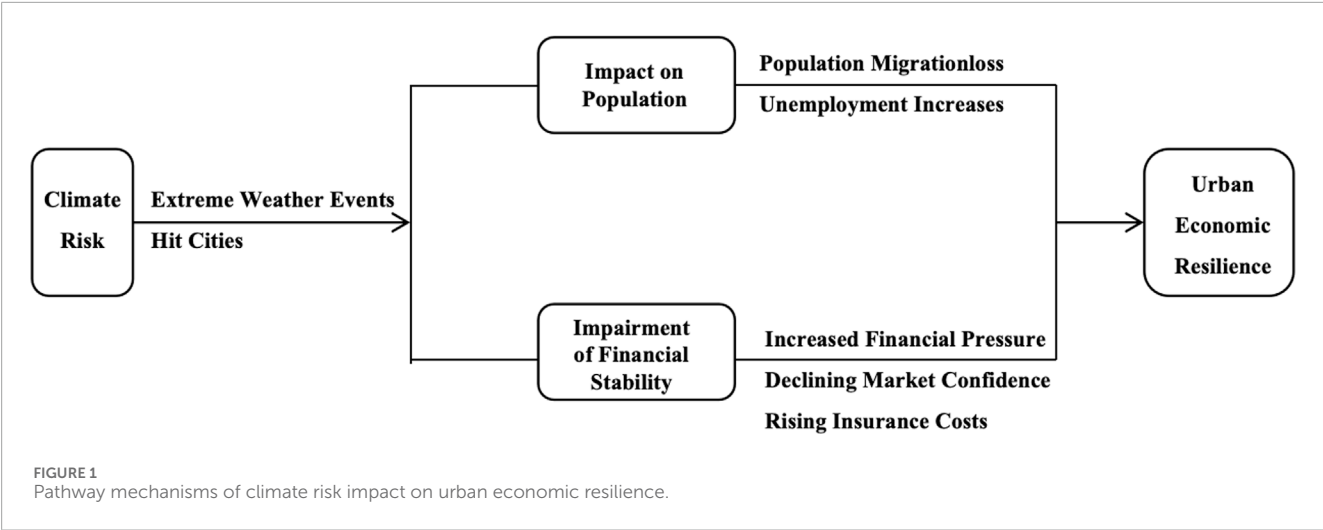 Climate
Risk
Extreme Weather Events
Hit Cities
Impact on
Population
Population Migrationloss
Unemployment Increases
Impairment
of Financial
Stability
Increased Financial Pressure
Declining Market Confidence
Rising Insurance Costs
Urban
Economic
Resilience
FIGURE 1
Pathway mechanisms of climate risk impact on urban economic resilience.